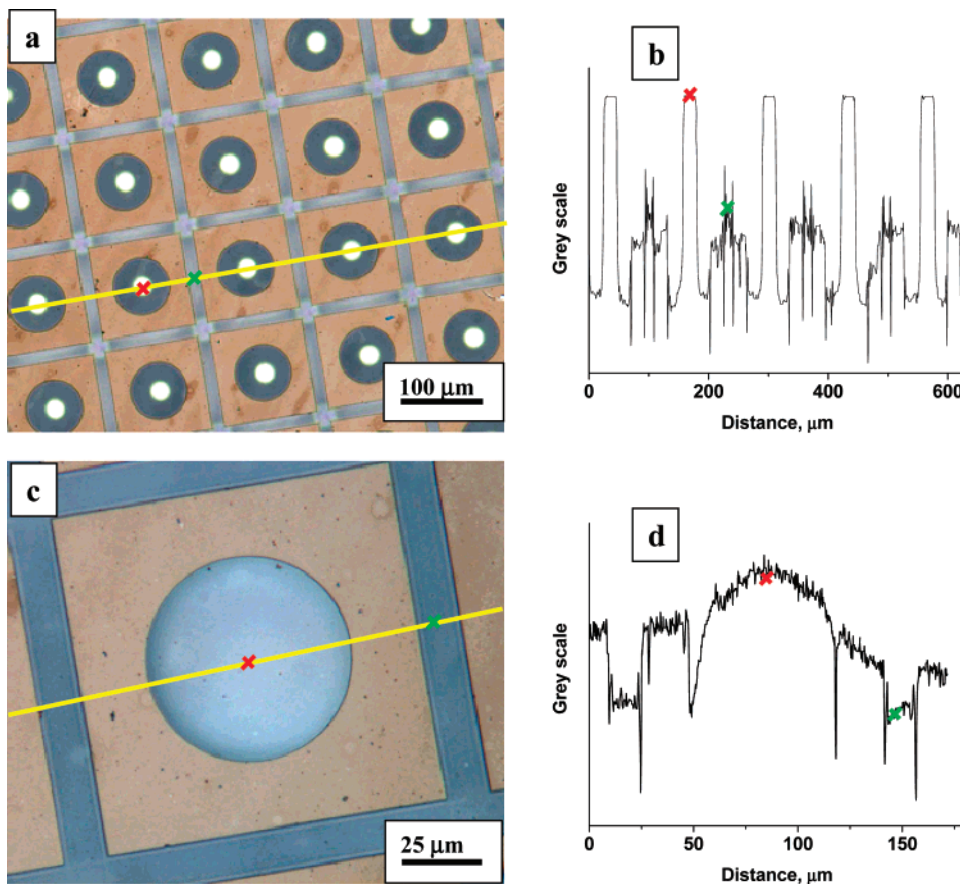 a
100 μm
b
Grey scale
0 200 400 600
Distance, μm
c
25 μm
d
Grey scale
0 50 100 150
Distance, μm